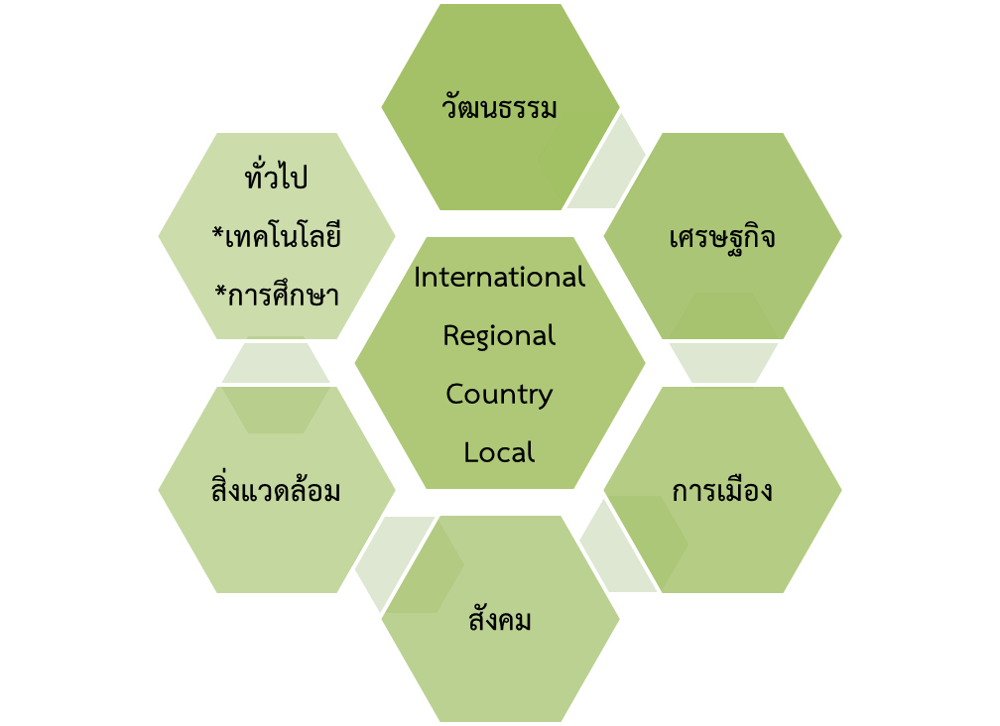 วัฒนธรรม
เศรษฐกิจ
การเมือง
สังคม
สิ่งแวดล้อม
ทั่วไป
*เทคโนโลยี
*การศึกษา
International
Regional
Country
Local